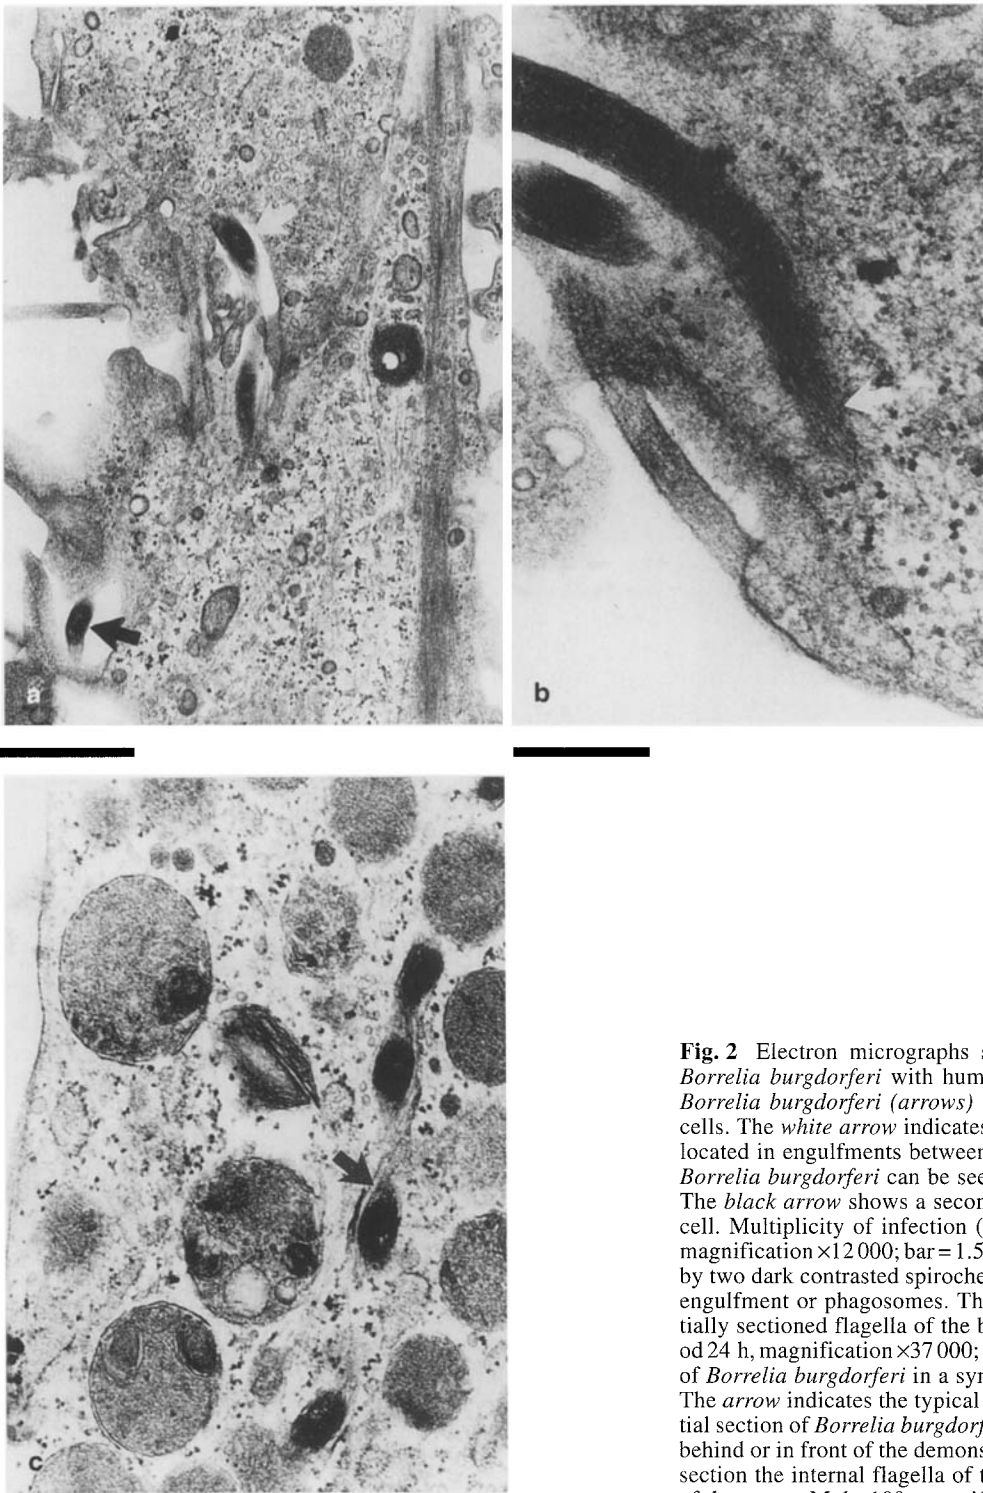 a
b
c
Fig. 2 Electron micrographs
Borrelia burgdorferi with hum
Borrelia burgdorferi (arrows)
cells. The white arrow indicates
located in engulfments between
Borrelia burgdorferi can be see
The black arrow shows a secon
cell. Multiplicity of infection (
magnification ×12 000; bar = 1.5
by two dark contrasted spiroche
engulfment or phagosomes. Th
tially sectioned flagella of the b
od 24 h, magnification ×37 000;
of Borrelia burgdorferi in a syn
The arrow indicates the typical
tial section of Borrelia burgdorf
behind or in front of the demons
section the internal flagella of t